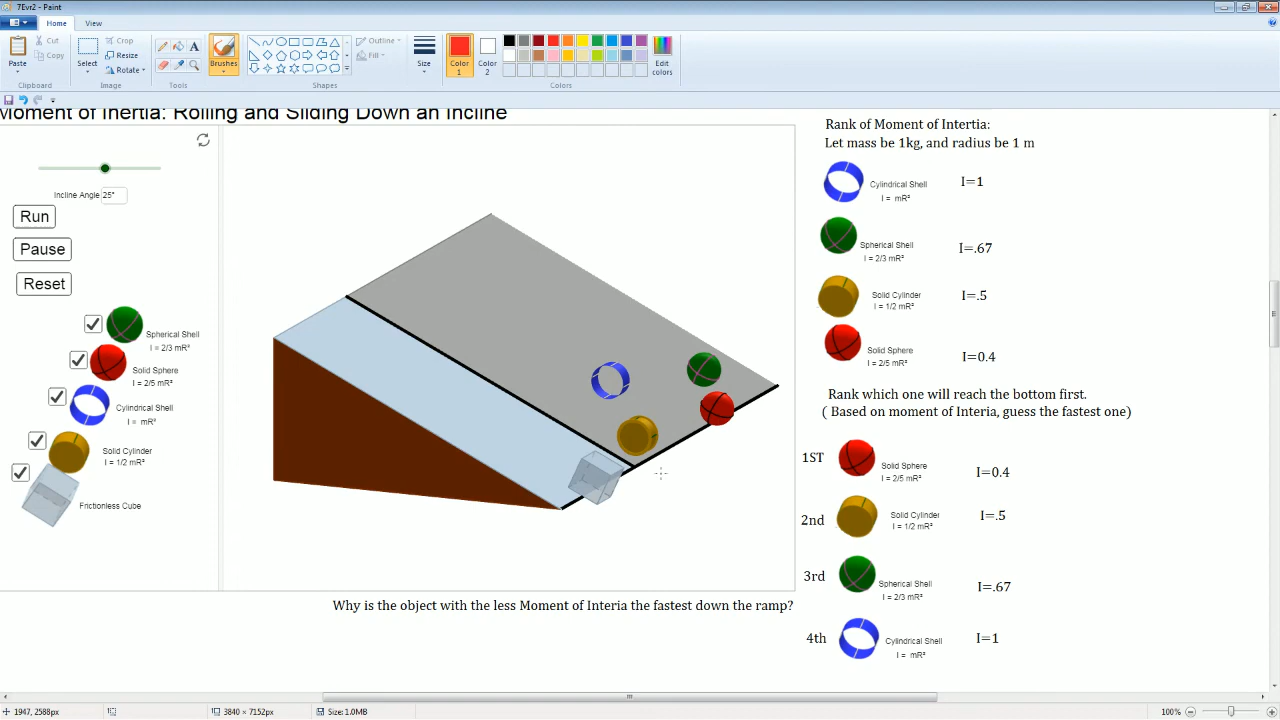 7Evr2 - Paint
Home View
Paste
Cut
Copy
Clipboard
Select
Crop
Resize
Rotate
Image
A
Tools
Brushes
Shapes
Outline
Fill
Size
Color 1
Color 2
Edit colors
Colors
Moment of Inertia: Rolling and Sliding Down an Incline
Incline Angle 25°
Run
Pause
Reset
Spherical Shell
I = 2/3 mR²
Solid Sphere
I = 2/5 mR²
Cylindrical Shell
I = mR²
Solid Cylinder
I = 1/2 mR²
Frictionless Cube
Why is the object with the less Moment of Interia the fastest down the ramp?
Rank of Moment of Intertia:
Let mass be 1kg, and radius be 1 m
Cylindrical Shell I=1
I = mR²
Spherical Shell I=.67
I = 2/3 mR²
Solid Cylinder I=.5
I = 1/2 mR²
Solid Sphere I=0.4
I = 2/5 mR²
Rank which one will reach the bottom first.
( Based on moment of Interia, guess the fastest one)
1ST Solid Sphere I=0.4
I = 2/5 mR²
2nd Solid Cylinder I=.5
I = 1/2 mR²
3rd Spherical Shell I=.67
I = 2/3 mR²
4th Cylindrical Shell I=1
I = mR²
1947, 2588px
3840 × 7152px
Size: 1.0MB
100%